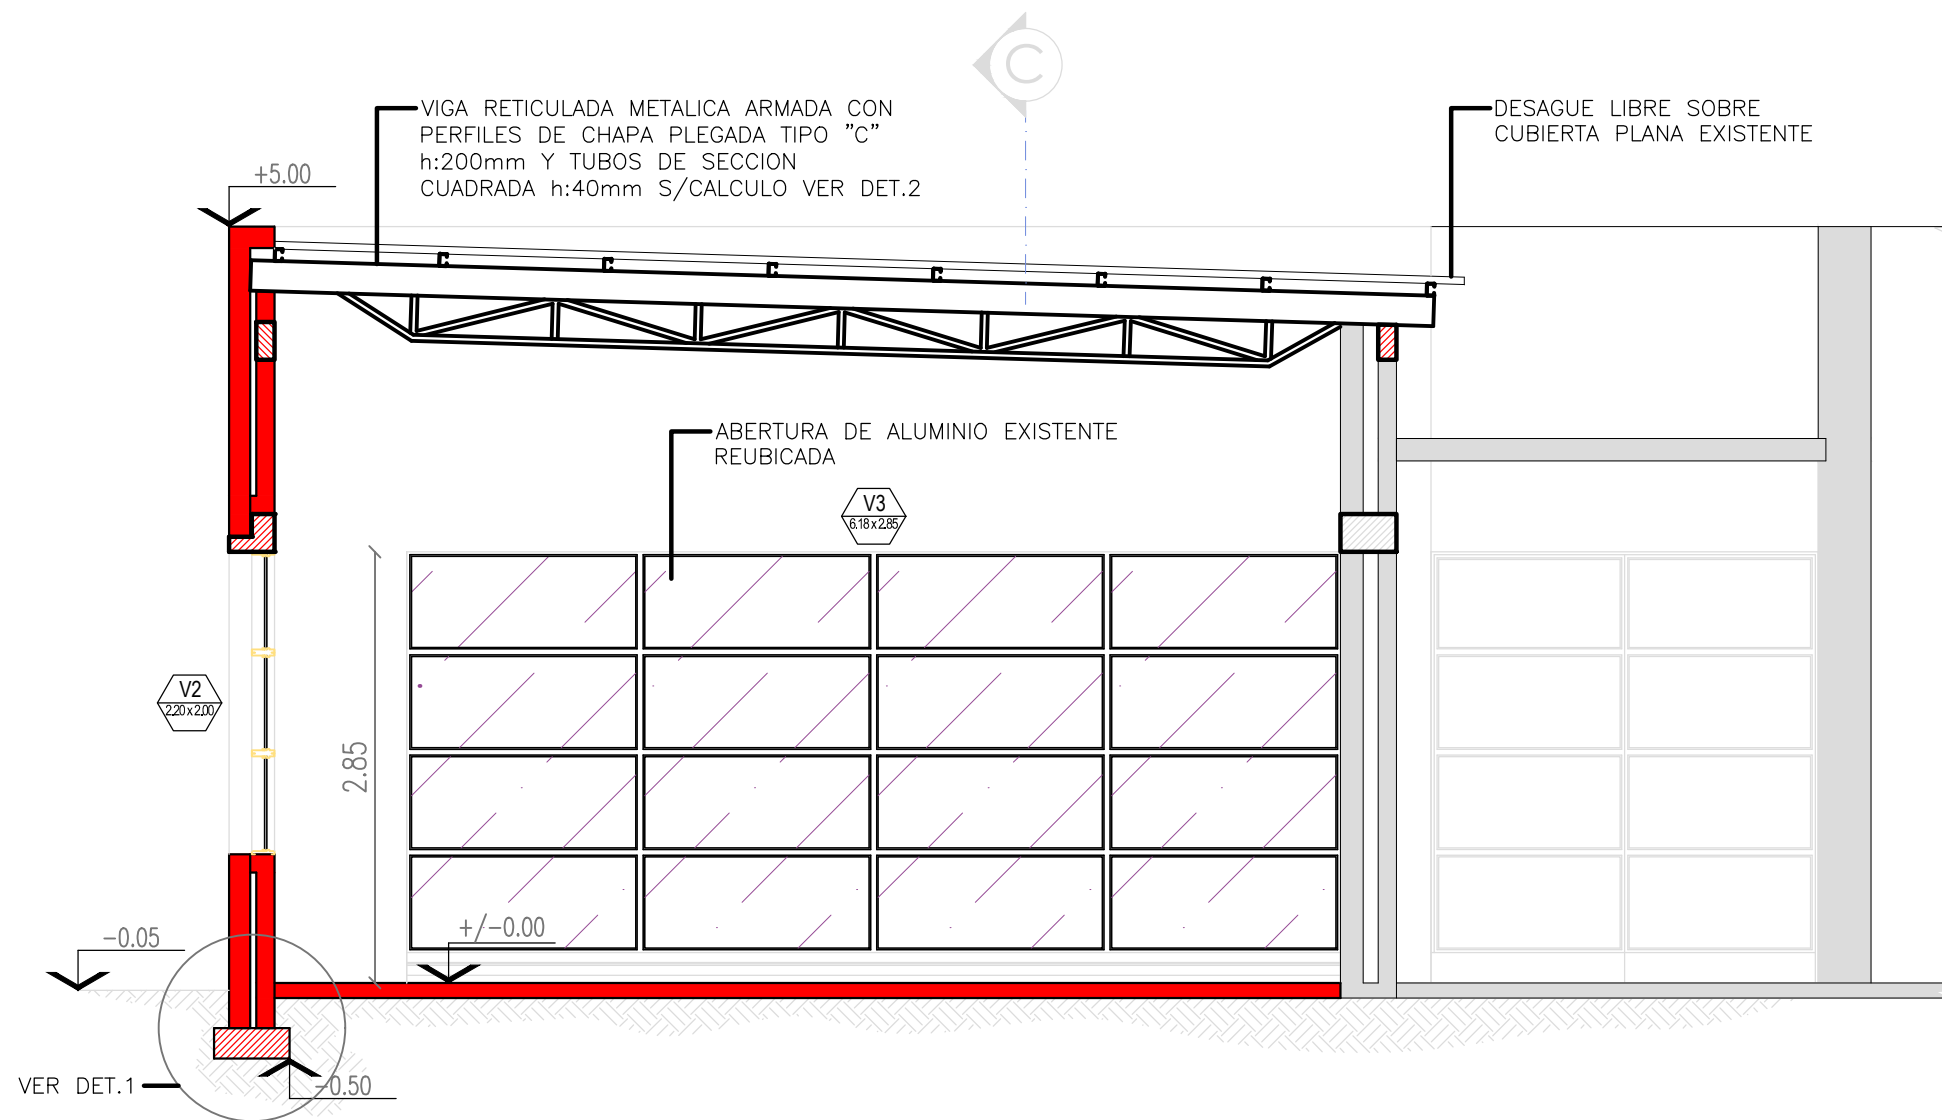 C
VIGA RETICULADA METALICA ARMADA CON
PERFILES DE CHAPA PLEGADA TIPO "C"
h:200mm Y TUBOS DE SECCION
CUADRADA h:40mm S/CALCULO VER DET.2
DESAGUE LIBRE SOBRE
CUBIERTA PLANA EXISTENTE
+5.00
ABERTURA DE ALUMINIO EXISTENTE
REUBICADA
V3
6.18x2.85
V2
2.20x2.00
2.85
+/-0.00
-0.05
VER DET.1
-0.50